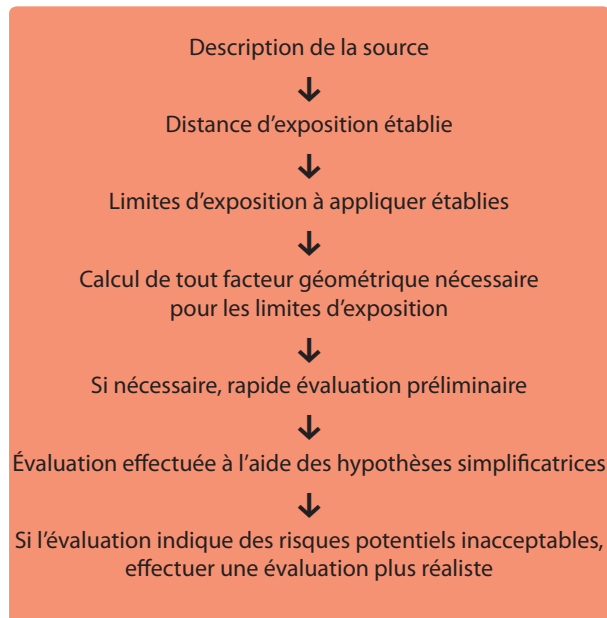 Description de la source
↓
Distance d’exposition établie
↓
Limites d’exposition à appliquer établies
↓
Calcul de tout facteur géométrique nécessaire
pour les limites d’exposition
↓
Si nécessaire, rapide évaluation préliminaire
↓
Évaluation effectuée à l’aide des hypothèses simplificatrices
↓
Si l’évaluation indique des risques potentiels inacceptables,
effectuer une évaluation plus réaliste